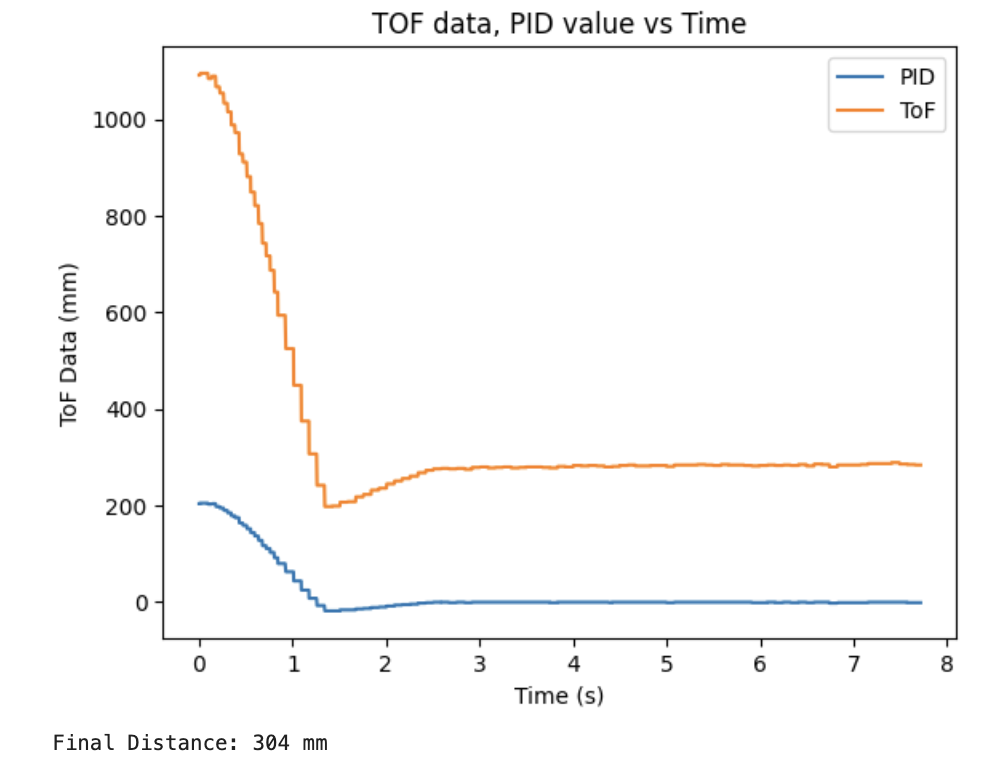 TOF data, PID value vs Time
PID
ToF
1000
800
600
400
200
0
ToF Data (mm)
0 1 2 3 4 5 6 7 8
Time (s)
Final Distance: 304 mm